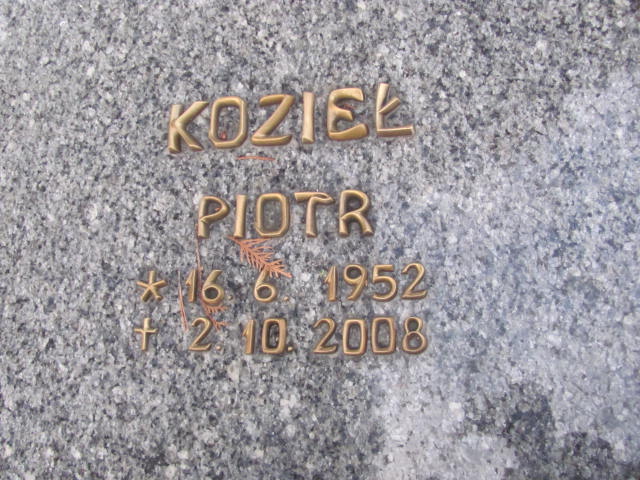 KOZIEŁ
PIOTR
* 16. 6. 1952
† 2. 10. 2008